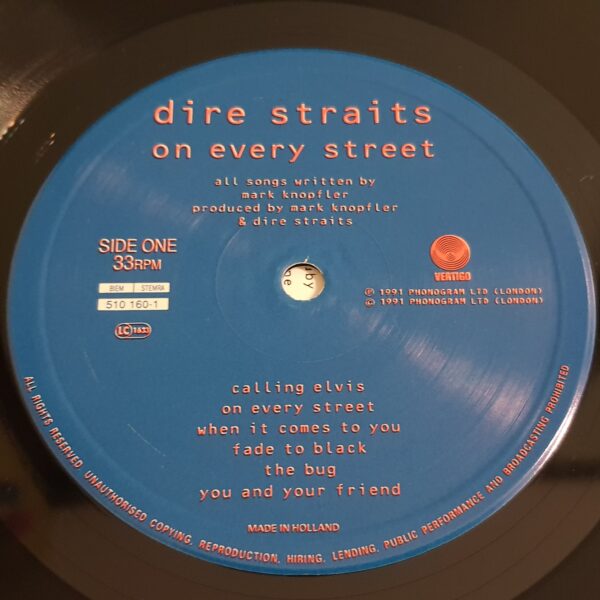 dire straits
on every street
all songs written by
mark knopfler
produced by mark knopfler
& dire straits
SIDE ONE
33RPM
BIEM STEMRA
510 160-1
LC 1633
VERTIGO
℗ 1991 PHONOGRAM LTD (LONDON)
© 1991 PHONOGRAM LTD (LONDON)
calling elvis
on every street
when it comes to you
fade to black
the bug
you and your friend
MADE IN HOLLAND
ALL RIGHTS RESERVED. UNAUTHORISED COPYING, REPRODUCTION, HIRING, LENDING, PUBLIC PERFORMANCE AND BROADCASTING PROHIBITED